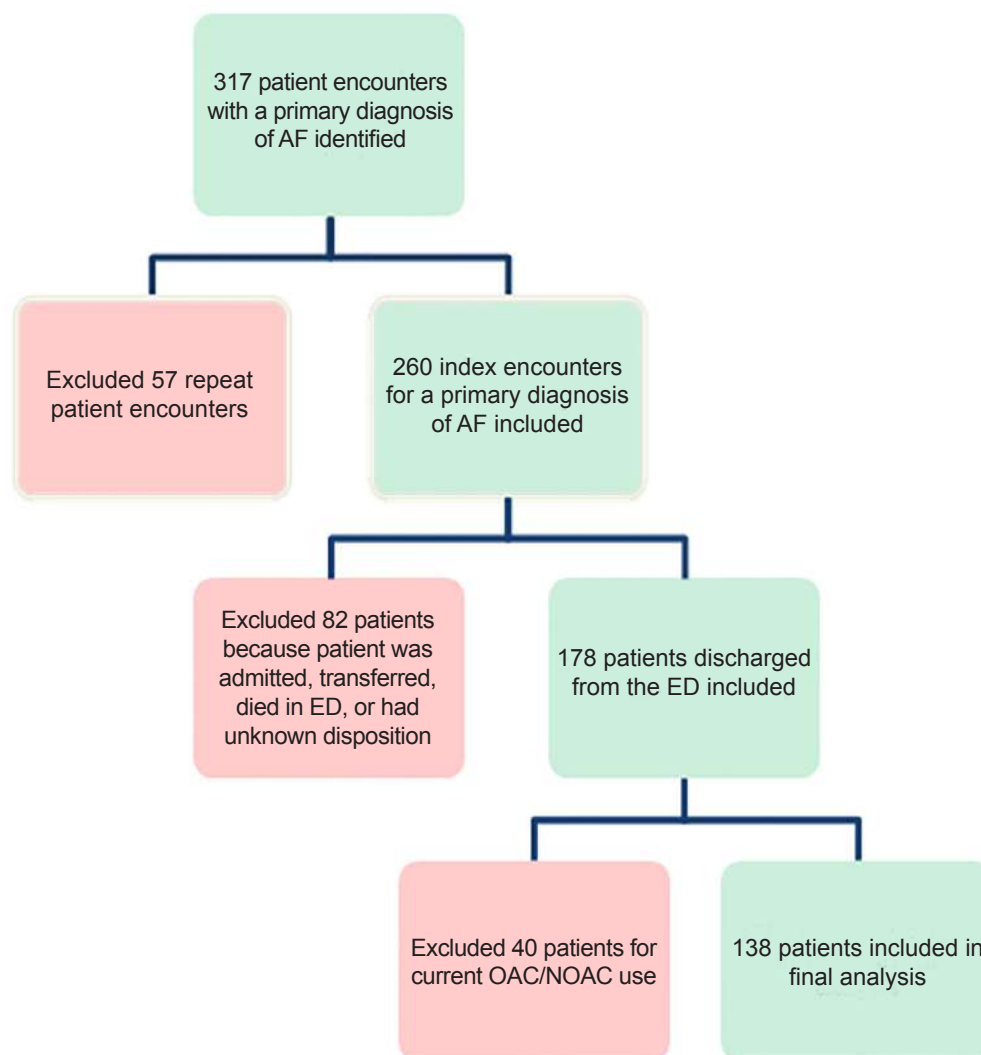 317 patient encounters
with a primary diagnosis
of AF identified
Excluded 57 repeat
patient encounters
260 index encounters
for a primary diagnosis
of AF included
Excluded 82 patients
because patient was
admitted, transferred,
died in ED, or had
unknown disposition
178 patients discharged
from the ED included
Excluded 40 patients for
current OAC/NOAC use
138 patients included in
final analysis